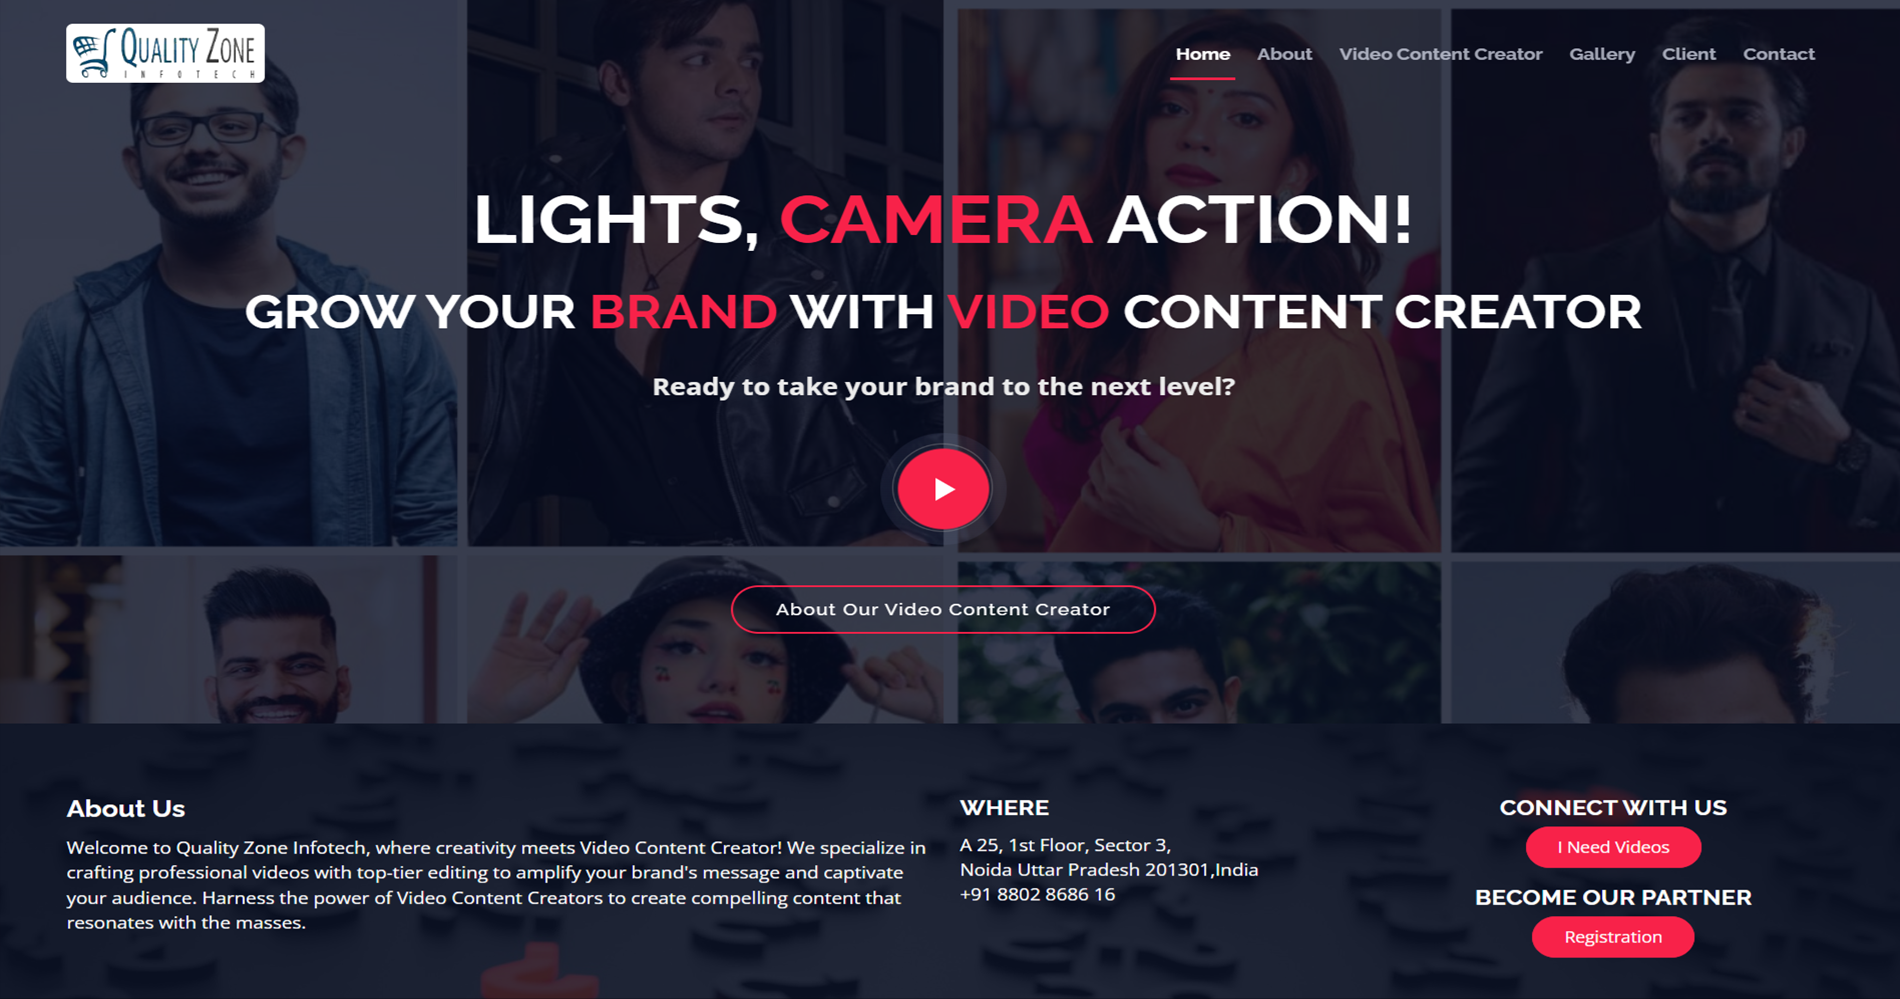 QUALITY ZONE
INFOTECH
Home About Video Content Creator Gallery Client Contact
LIGHTS, CAMERA ACTION!
GROW YOUR BRAND WITH VIDEO CONTENT CREATOR
Ready to take your brand to the next level?
About Our Video Content Creator
About Us
Welcome to Quality Zone Infotech, where creativity meets Video Content Creator! We specialize in
crafting professional videos with top-tier editing to amplify your brand's message and captivate
your audience. Harness the power of Video Content Creators to create compelling content that
resonates with the masses.
WHERE
A 25, 1st Floor, Sector 3,
Noida Uttar Pradesh 201301,India
+91 8802 8686 16
CONNECT WITH US
I Need Videos
BECOME OUR PARTNER
Registration